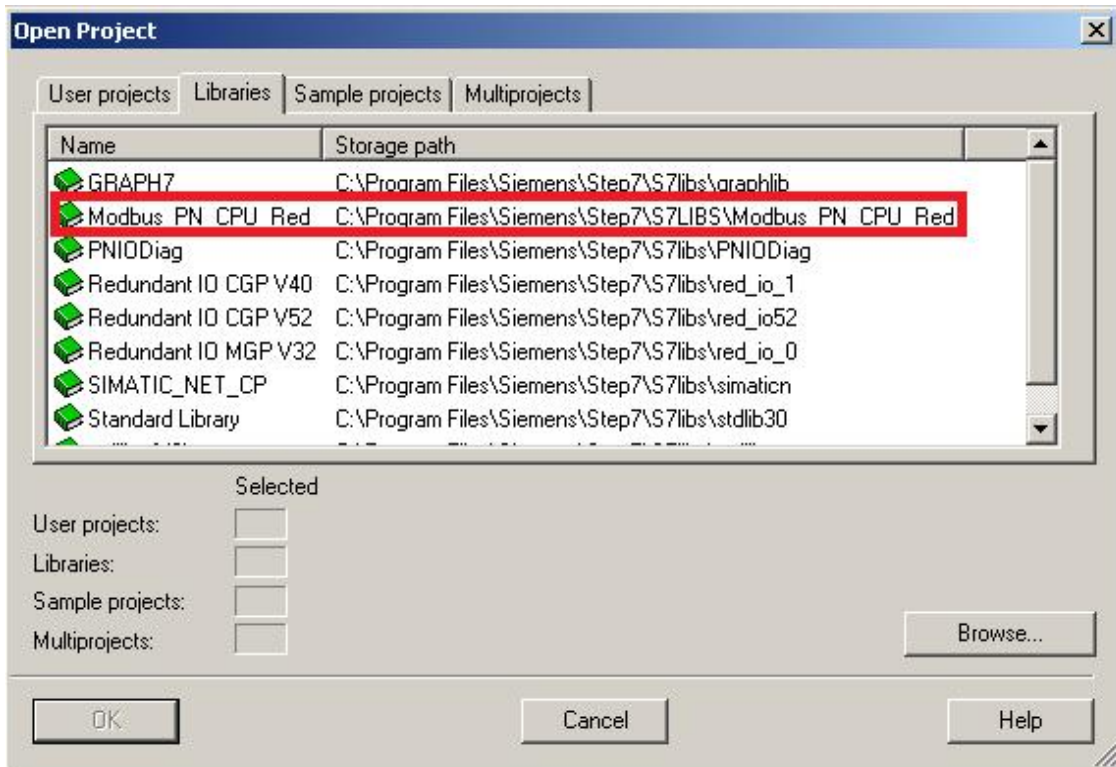 Open Project
User projects Libraries Sample projects Multiprojects
Name Storage path
GRAPH7 C:\Program Files\Siemens\Step7\S7libs\graphlib
Modbus_PN_CPU_Red C:\Program Files\Siemens\Step7\S7LIBS\Modbus_PN_CPU_Red
PNIODiag C:\Program Files\Siemens\Step7\S7libs\PNIODiag
Redundant IO CGP V40 C:\Program Files\Siemens\Step7\S7libs\red_io_1
Redundant IO CGP V52 C:\Program Files\Siemens\Step7\S7libs\red_io52
Redundant IO MGP V32 C:\Program Files\Siemens\Step7\S7libs\red_io_0
SIMATIC_NET_CP C:\Program Files\Siemens\Step7\S7libs\simaticn
Standard Library C:\Program Files\Siemens\Step7\S7libs\stdlib30
Selected
User projects:
Libraries:
Sample projects:
Multiprojects:
Browse...
OK Cancel Help